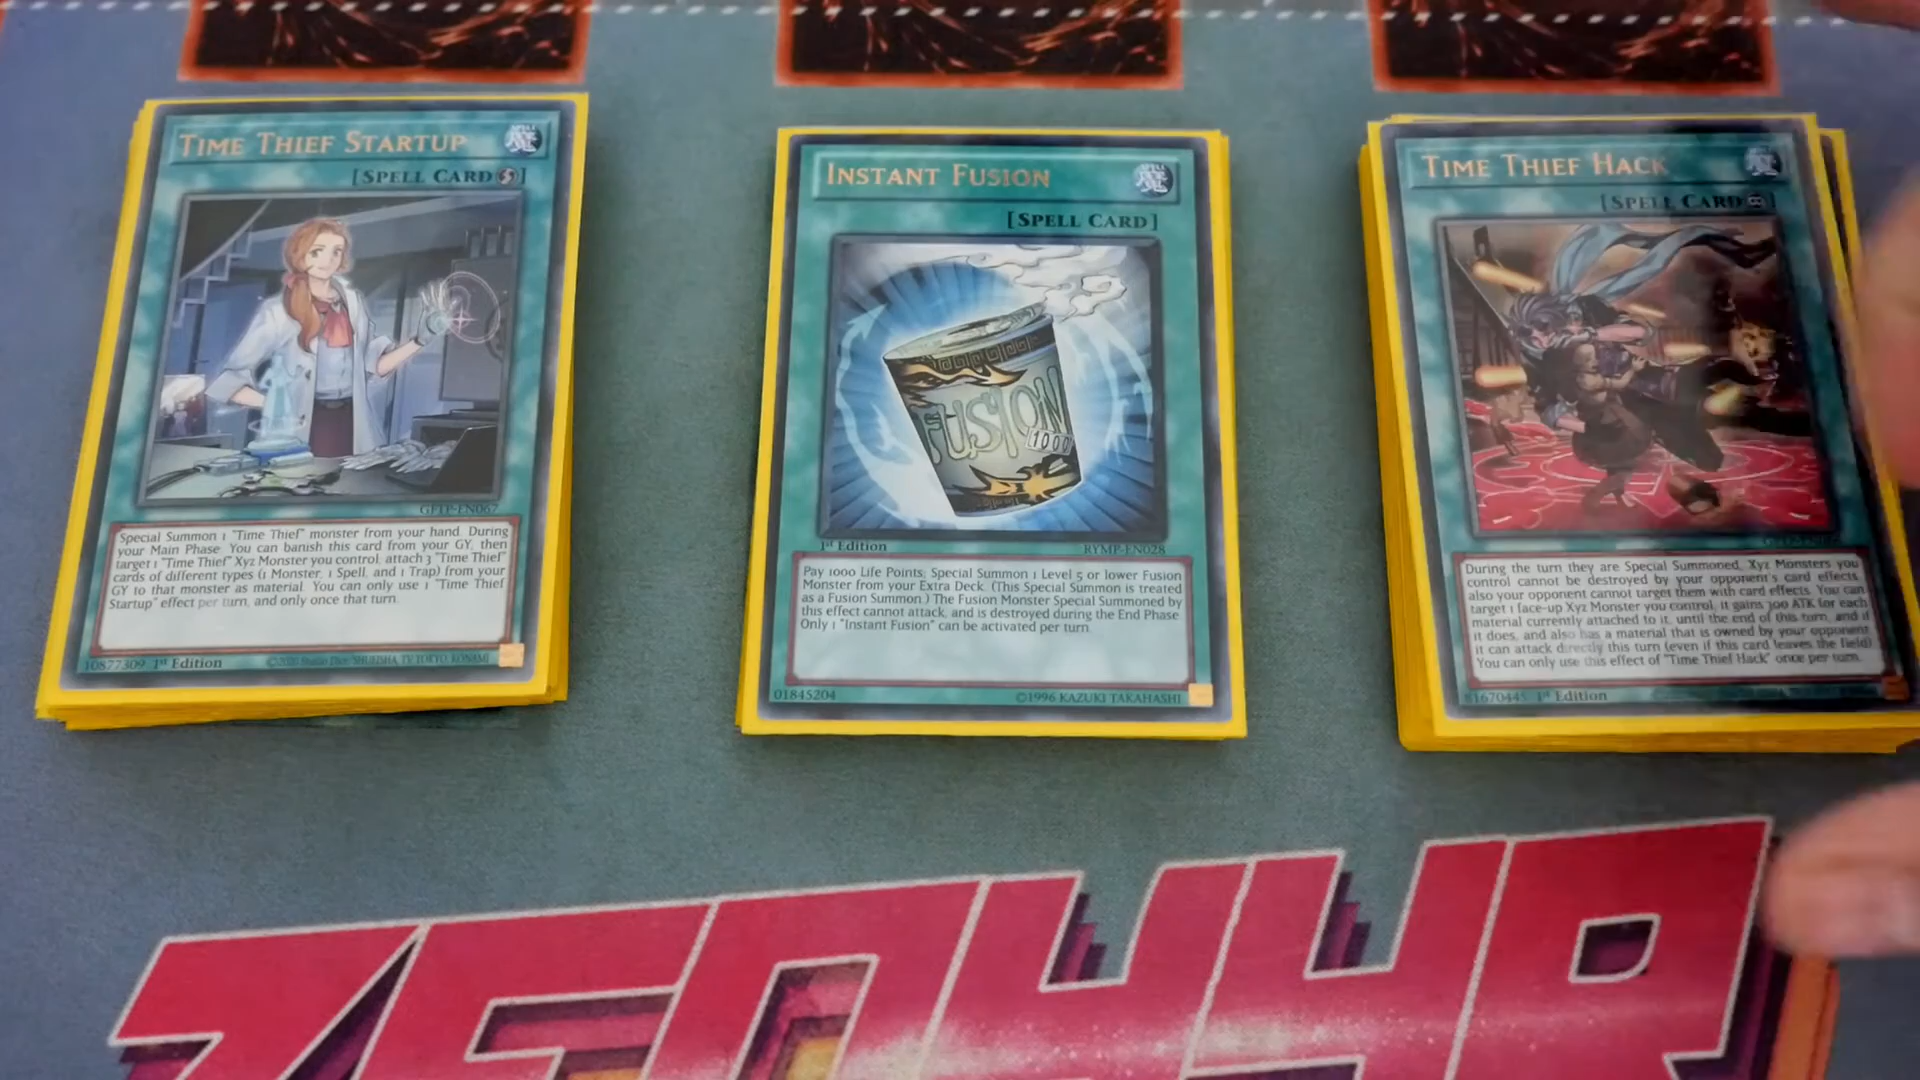 TIME THIEF STARTUP
[SPELL CARD]
GFTP-EN067
Special Summon 1 "Time Thief" monster from your hand. During
your Main Phase: You can banish this card from your GY, then
target 1 "Time Thief" Xyz Monster you control; attach 3 "Time Thief"
cards of different types (1 Monster, 1 Spell, and 1 Trap) from your
GY to that monster as material. You can only use 1 "Time Thief
Startup" effect per turn, and only once that turn.
10877309 1st Edition
INSTANT FUSION
[SPELL CARD]
FUSION
1000
1st Edition
RYMP-EN028
Pay 1000 Life Points; Special Summon 1 Level 5 or lower Fusion
Monster from your Extra Deck. (This Special Summon is treated
as a Fusion Summon.) The Fusion Monster Special Summoned by
this effect cannot attack, and is destroyed during the End Phase.
Only 1 "Instant Fusion" can be activated per turn.
01845204
©1996 KAZUKI TAKAHASHI
TIME THIEF HACK
[SPELL CARD]
During the turn they are Special Summoned, Xyz Monsters you
control cannot be destroyed by your opponent's card effects,
also your opponent cannot target them with card effects. You can
target 1 face-up Xyz Monster you control; it gains 300 ATK for each
material currently attached to it, until the end of this turn, and if
it does, and also has a material that is owned by your opponent,
it can attack directly this turn (even if this card leaves the field).
You can only use this effect of "Time Thief Hack" once per turn.
81670445 1st Edition